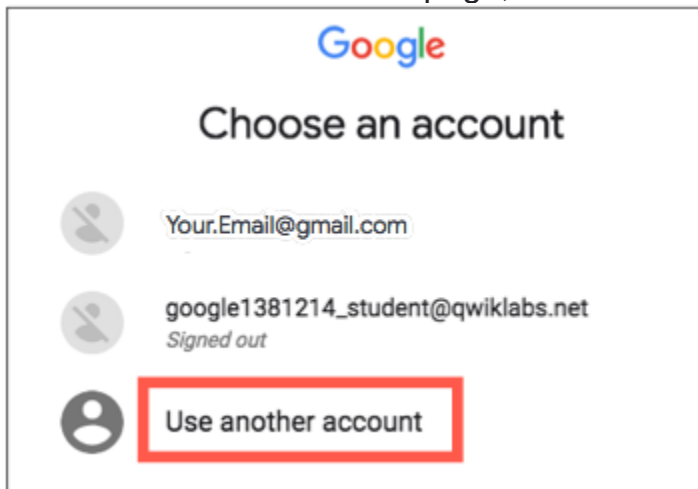 Google
Choose an account
Your.Email@gmail.com
google1381214_student@qwiklabs.net
Signed out
Use another account